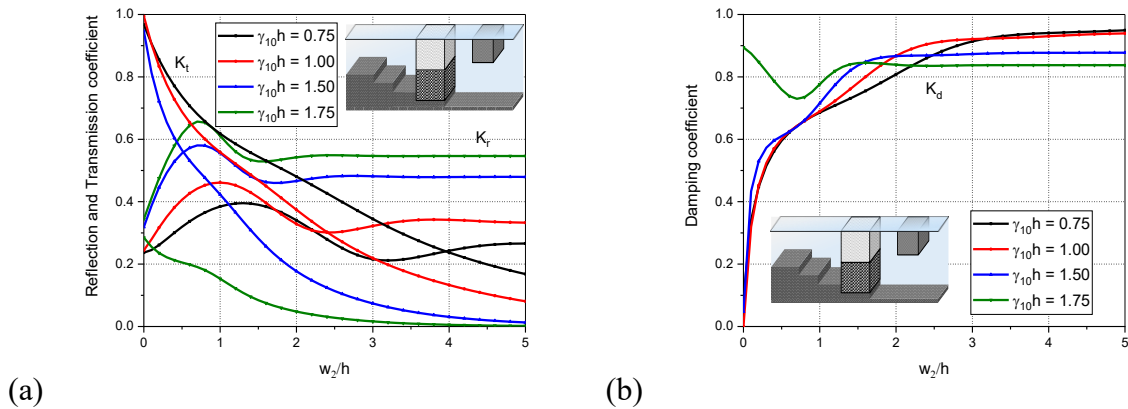 Reflection and Transmission coefficient
1.0
0.8
0.6
0.4
0.2
0.0
0 1 2 3 4 5
w₂/h
Kₜ
Kᵣ
γ₁₀h = 0.75
γ₁₀h = 1.00
γ₁₀h = 1.50
γ₁₀h = 1.75
(a)
Damping coefficient
1.0
0.8
0.6
0.4
0.2
0.0
0 1 2 3 4 5
w₂/h
K_d
γ₁₀h = 0.75
γ₁₀h = 1.00
γ₁₀h = 1.50
γ₁₀h = 1.75
(b)